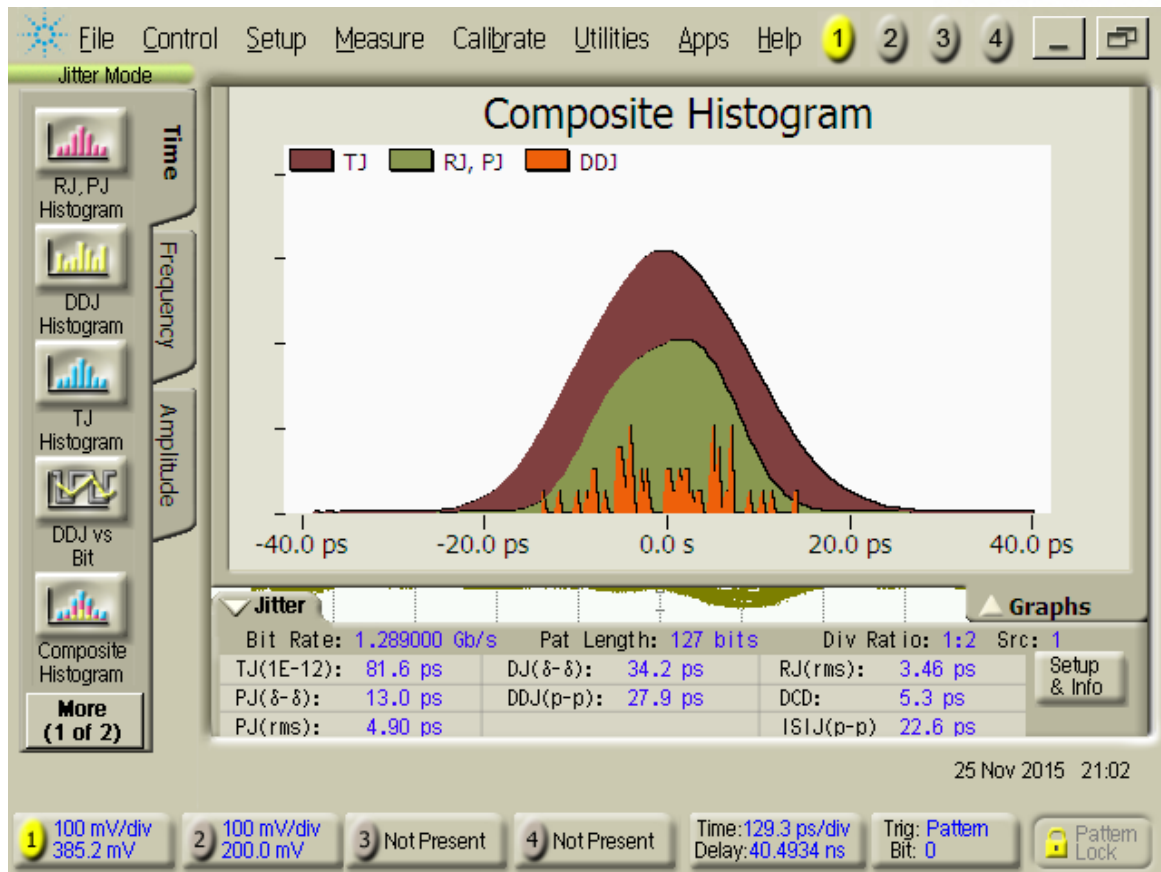 File Control Setup Measure Calibrate Utilities Apps Help 1 2 3 4
Jitter Mode
Time
Frequency
Amplitude
RJ, PJ
Histogram
DDJ
Histogram
TJ
Histogram
DDJ vs
Bit
Composite
Histogram
More
(1 of 2)
Composite Histogram
TJ RJ, PJ DDJ
-40.0 ps -20.0 ps 0.0 s 20.0 ps 40.0 ps
Jitter Graphs
Bit Rate: 1.289000 Gb/s Pat Length: 127 bits Div Ratio: 1:2 Src: 1
TJ(1E-12): 81.6 ps DJ(δ-δ): 34.2 ps RJ(rms): 3.46 ps
PJ(δ-δ): 13.0 ps DDJ(p-p): 27.9 ps DCD: 5.3 ps
PJ(rms): 4.90 ps ISIJ(p-p) 22.6 ps
Setup
& Info
25 Nov 2015 21:02
1 100 mV/div
385.2 mV
2 100 mV/div
200.0 mV
3 Not Present
4 Not Present
Time:129.3 ps/div
Delay:40.4934 ns
Trig: Pattern
Bit: 0
Pattern
Lock